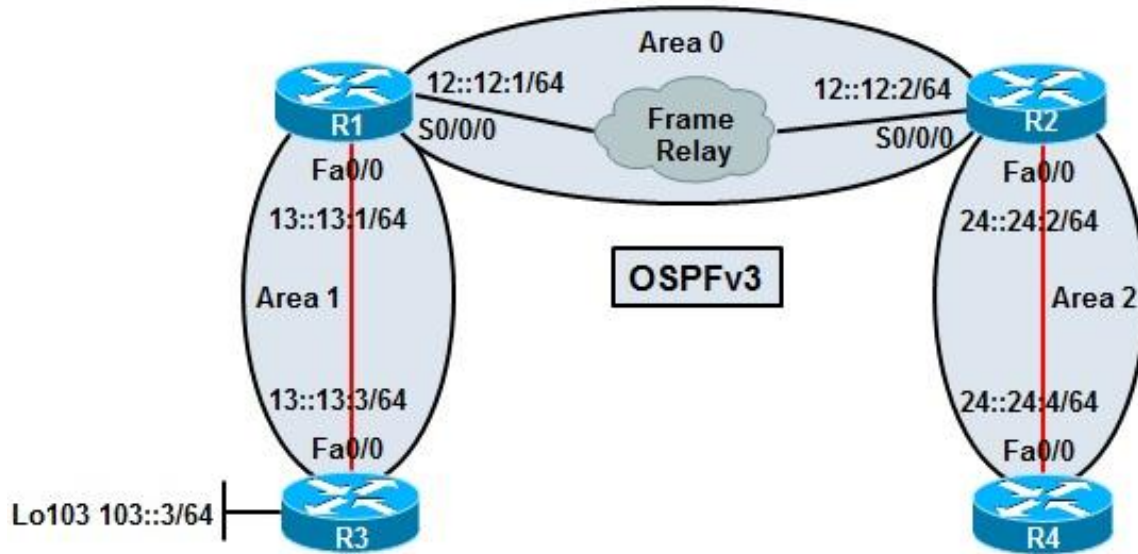 Area 0
12::12:1/64
12::12:2/64
R1
S0/0/0
Frame
Relay
S0/0/0
R2
Fa0/0
Fa0/0
13::13:1/64
24::24:2/64
OSPFv3
Area 1
Area 2
13::13:3/64
24::24:4/64
Fa0/0
Fa0/0
Lo103 103::3/64
R3
R4